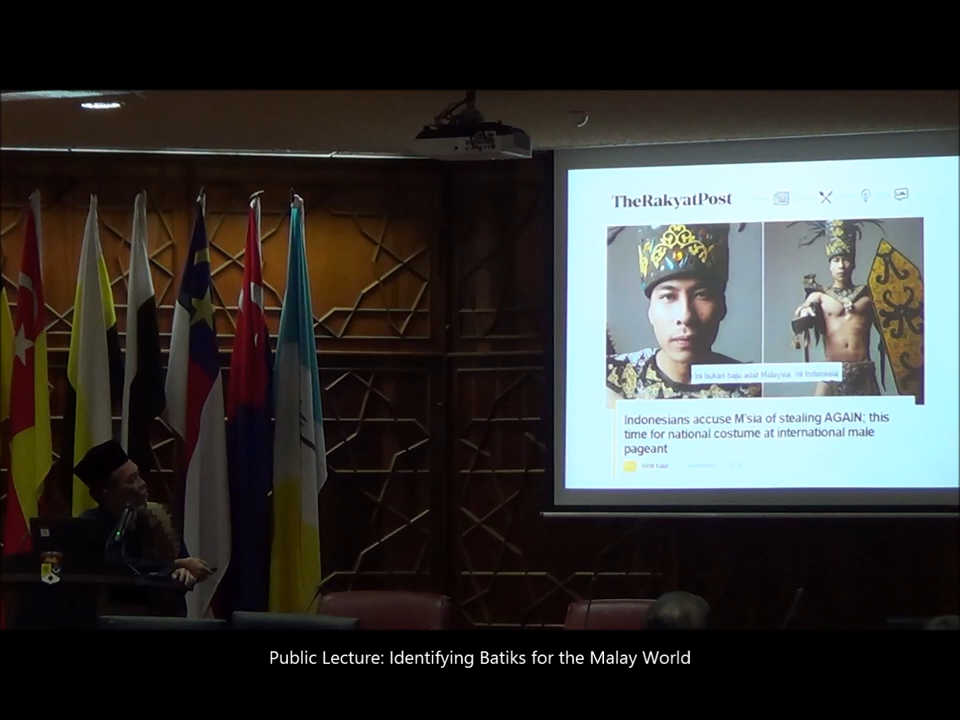 TheRakyatPost
Ini bukan baju adat Malaysia Ini Indonesia
Indonesians accuse M'sia of stealing AGAIN; this
time for national costume at international male
pageant
Public Lecture: Identifying Batiks for the Malay World